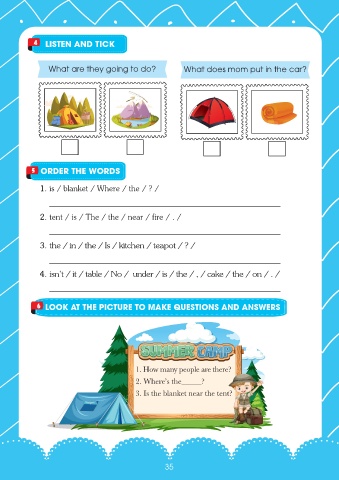 4 LISTEN AND TICK
What are they going to do?
What does mom put in the car?
5 ORDER THE WORDS
1. is / blanket / Where / the / ? /
2. tent / is / The / the / near / fire / . /
3. the / in / the / Is / kitchen / teapot / ? /
4. isn't / it / table / No / under / is / the / , / cake / the / on / . /
6 LOOK AT THE PICTURE TO MAKE QUESTIONS AND ANSWERS
SUMMER CAMP
1. How many people are there?
2. Where's the_____?
3. Is the blanket near the tent?
35